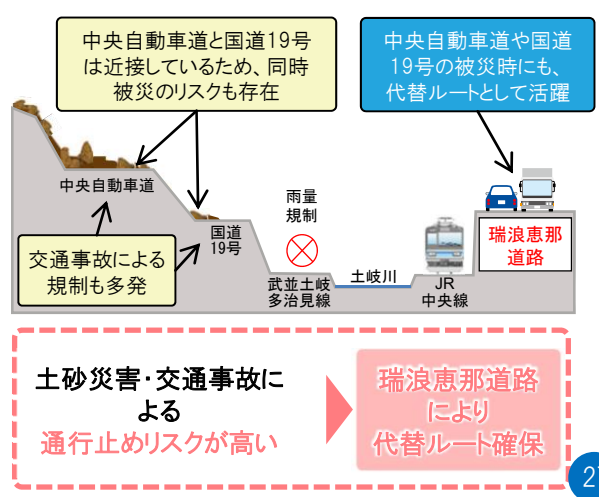 中央自動車道と国道19号
は近接しているため、同時
被災のリスクも存在
中央自動車道や国道
19号の被災時にも、
代替ルートとして活躍
中央自動車道
国道
19号
雨量
規制
交通事故による
規制も多発
武並土岐
多治見線
土岐川
JR
中央線
瑞浪恵那
道路
土砂災害・交通事故に
よる
通行止めリスクが高い
瑞浪恵那道路
により
代替ルート確保